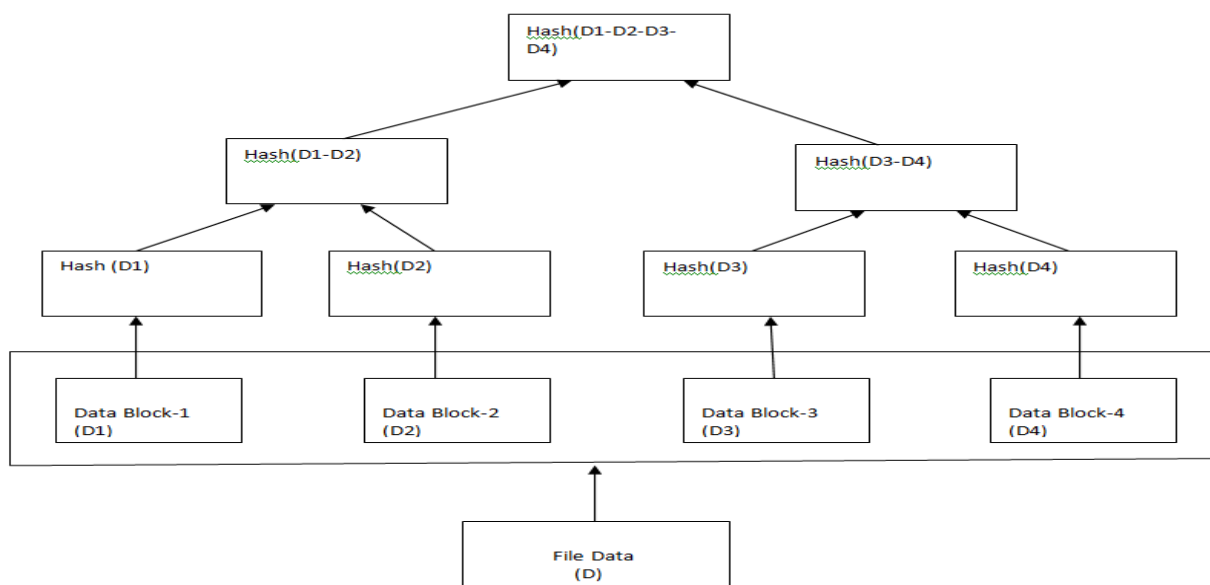 Hash(D1-D2-D3-
D4)
Hash(D1-D2)
Hash(D3-D4)
Hash (D1)
Hash(D2)
Hash(D3)
Hash(D4)
Data Block-1
(D1)
Data Block-2
(D2)
Data Block-3
(D3)
Data Block-4
(D4)
File Data
(D)